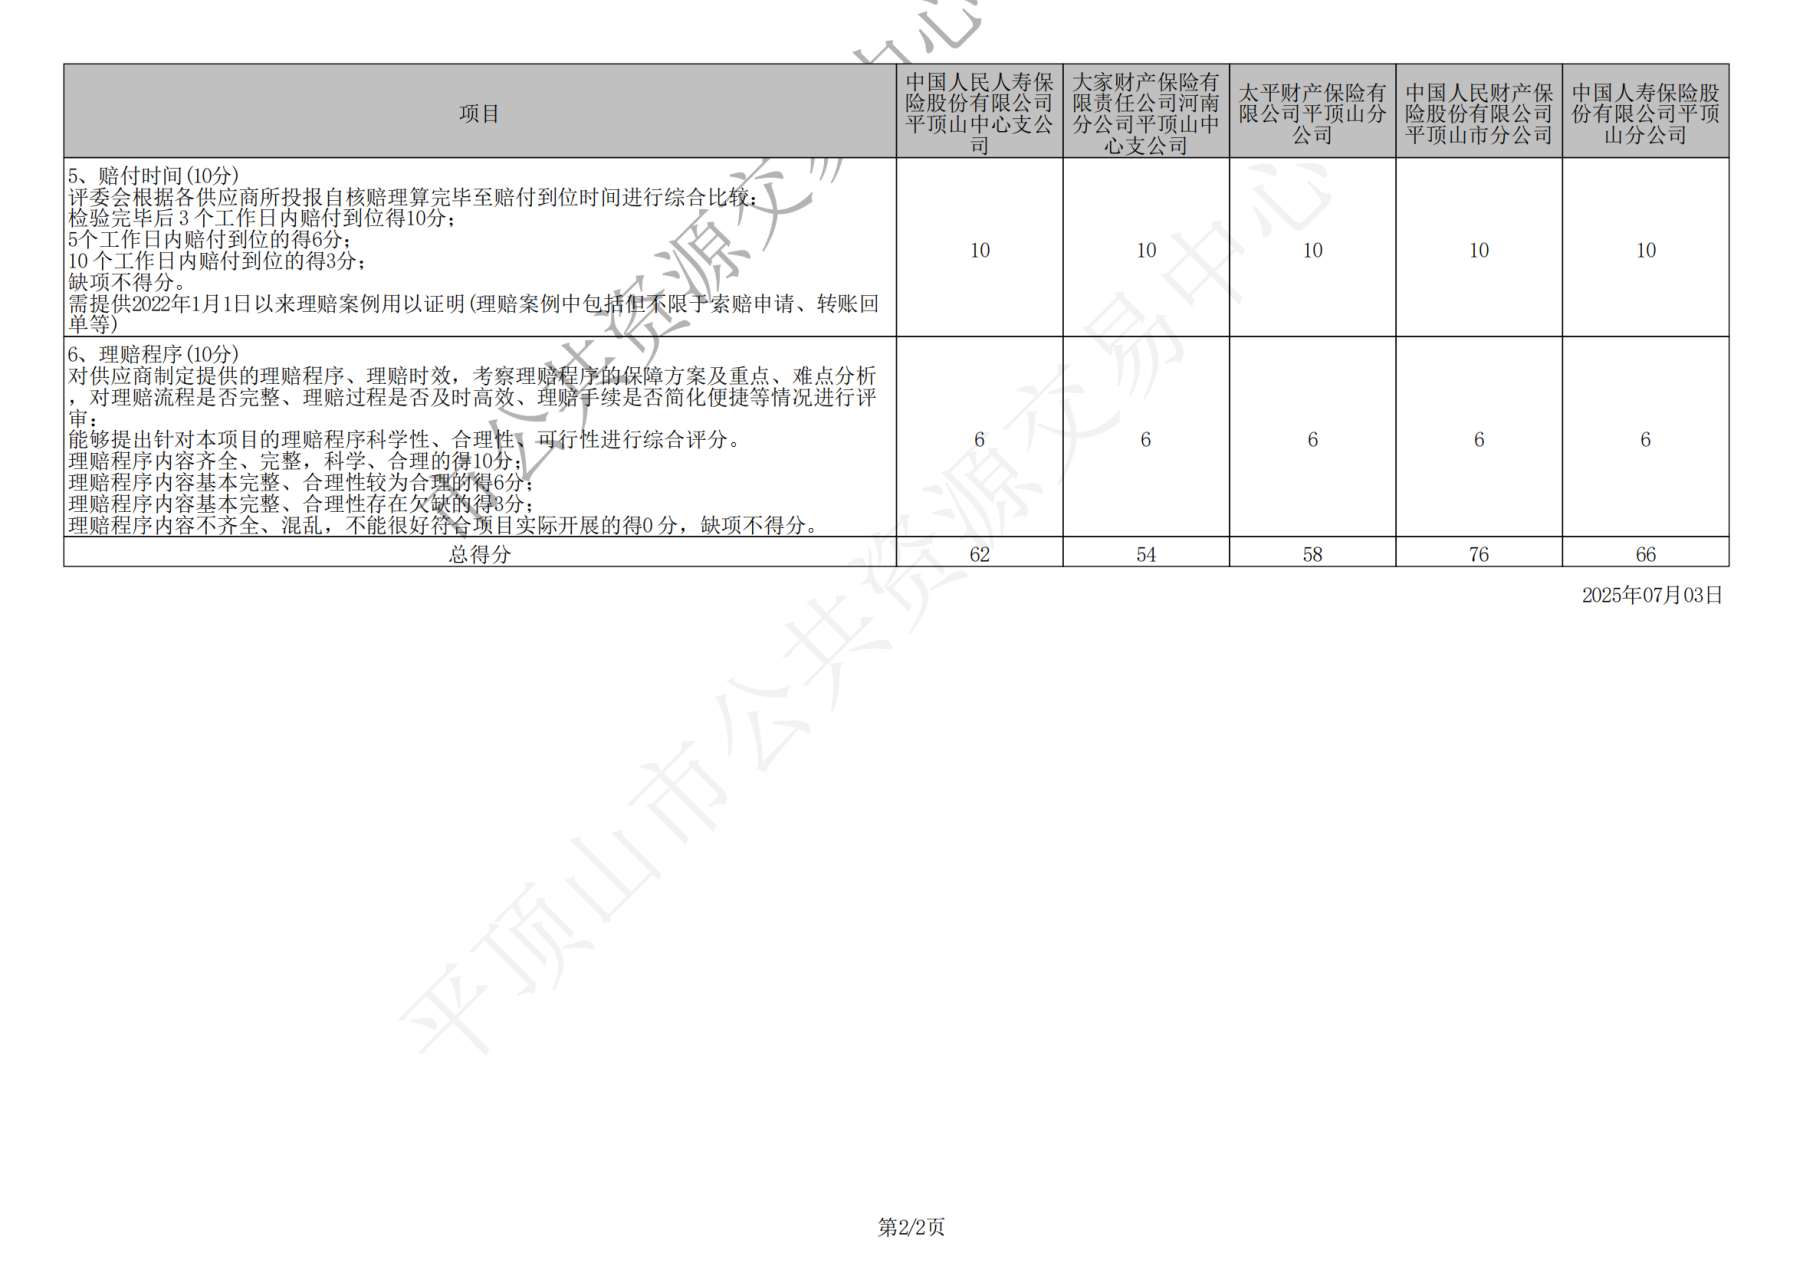 项目
中国人民人寿保
险股份有限公司
平顶山中心支公
司
大家财产保险有
限责任公司河南
分公司平顶山中
心支公司
太平财产保险有
限公司平顶山分
公司
中国人民财产保
险股份有限公司
平顶山市分公司
中国人寿保险股
份有限公司平顶
山分公司
5、赔付时间(10分)
评委会根据各供应商所投报自核赔理算完毕至赔付到位时间进行综合比较:
检验完毕后 3 个工作日内赔付到位得10分;
5个工作日内赔付到位的得6分;
10 个工作日内赔付到位的得3分;
缺项不得分。
需提供2022年1月1日以来理赔案例用以证明(理赔案例中包括但不限于索赔申请、转账回
单等)
10
10
10
10
10
6、理赔程序(10分)
对供应商制定提供的理赔程序、理赔时效，考察理赔程序的保障方案及重点、难点分析
，对理赔流程是否完整、理赔过程是否及时高效、理赔手续是否简化便捷等情况进行评
审:
能够提出针对本项目的理赔程序科学性、合理性、可行性进行综合评分。
理赔程序内容齐全、完整，科学、合理的得10分;
理赔程序内容基本完整、合理性较为合理的得6分;
理赔程序内容基本完整、合理性存在欠缺的得3分;
理赔程序内容不齐全、混乱，不能很好符合项目实际开展的得0 分，缺项不得分。
6
6
6
6
6
总得分
62
54
58
76
66
2025年07月03日
市公共资源交易中心
平顶山市公共资源交易中心
第2/2页